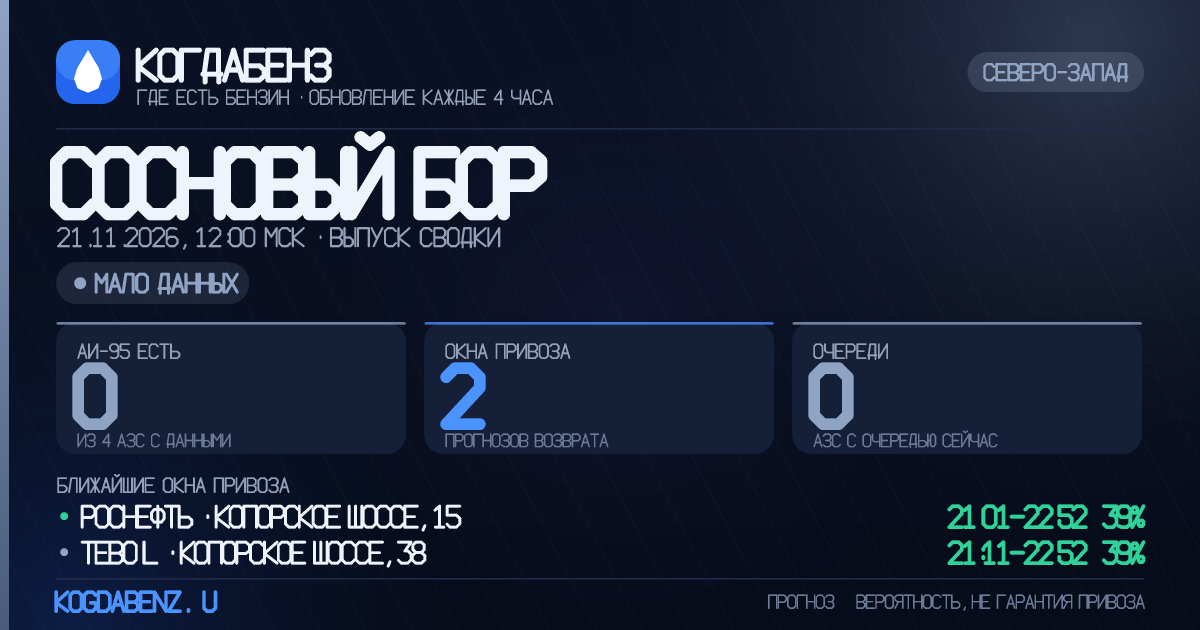 КОГДАБЕНЗ
ГДЕ ЕСТЬ БЕНЗИН · ОБНОВЛЕНИЕ КАЖДЫЕ 4 ЧАСА
СЕВЕРО-ЗАПАД
СОСНОВЫЙ БОР
21.11.2026, 12:00 МСК · ВЫПУСК СВОДКИ
МАЛО ДАННЫХ
АИ-95 ЕСТЬ
0
ИЗ 4 АЗС С ДАННЫМИ
ОКНА ПРИВОЗА
2
ПРОГНОЗОВ ВОЗВРАТА
ОЧЕРЕДИ
0
АЗС С ОЧЕРЕДЬЮ СЕЙЧАС
БЛИЖАЙШИЕ ОКНА ПРИВОЗА
• РОСНЕФТЬ · КОПОРСКОЕ ШОССЕ, 15 21 01-22 52 39%
• TEBO L · КОПОРСКОЕ ШОССЕ, 38 21:11-22 52 39%
KOGDABENZ. U
ПРОГНОЗ ВЕРОЯТНОСТЬ, НЕ ГАРАНТИЯ ПРИВОЗА